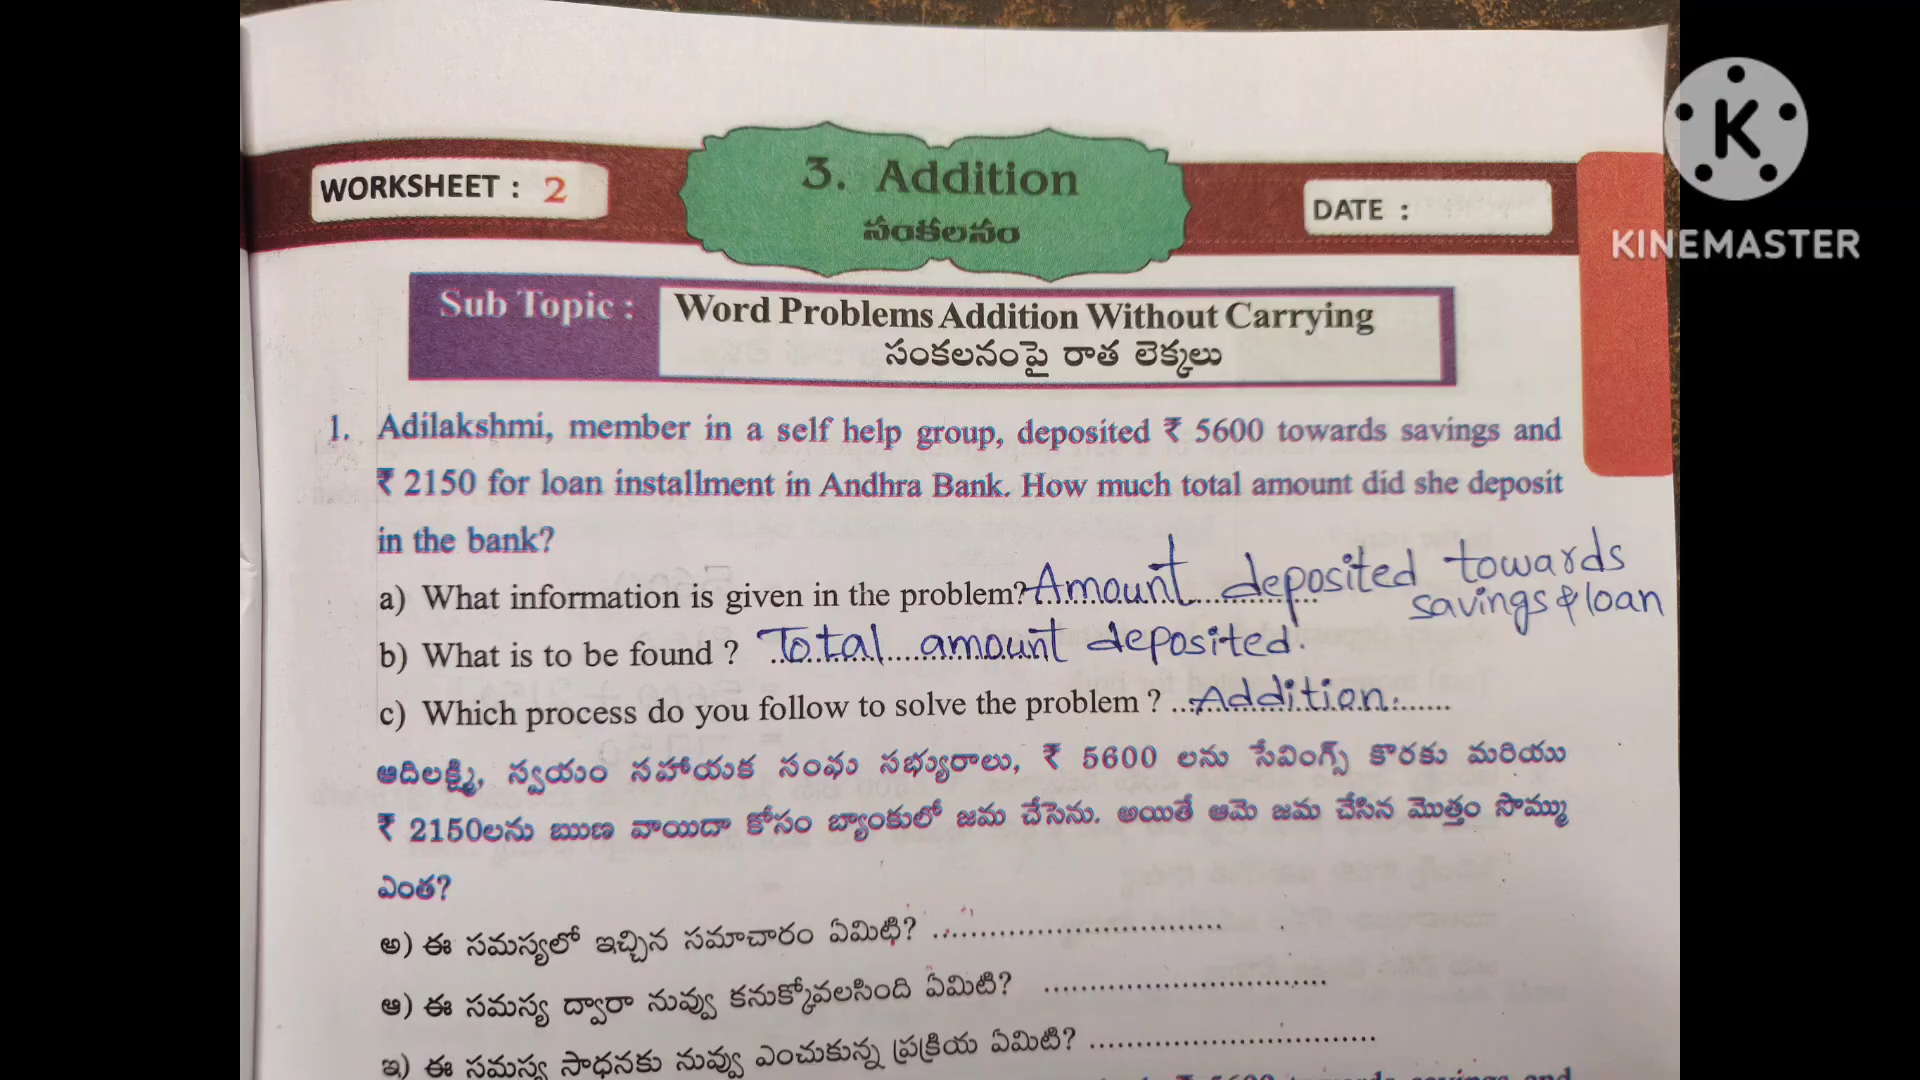 WORKSHEET : 2
3. Addition
సంకలనం
DATE :
KINEMASTER
Sub Topic :
Word Problems Addition Without Carrying
సంకలనంపై రాత లెక్కలు
1. Adilakshmi, member in a self help group, deposited ₹ 5600 towards savings and
₹ 2150 for loan installment in Andhra Bank. How much total amount did she deposit
in the bank?
a) What information is given in the problem? Amount deposited towards
savings & loan
b) What is to be found ? Total amount deposited.
c) Which process do you follow to solve the problem ? Addition.
ఆదిలక్ష్మి, స్వయం సహాయక సంఘ సభ్యురాలు, ₹ 5600 లను సేవింగ్స్ కొరకు మరియు
₹ 2150లను ఋణ వాయిదా కోసం బ్యాంకులో జమ చేసెను. అయితే ఆమె జమ చేసిన మొత్తం సొమ్ము
ఎంత?
అ) ఈ సమస్యలో ఇచ్చిన సమాచారం ఏమిటి? ..............................
ఆ) ఈ సమస్య ద్వారా నువ్వు కనుక్కోవలసింది ఏమిటి? ..............................
ఇ) ఈ సమస్య సాధనకు నువ్వు ఎంచుకున్న ప్రక్రియ ఏమిటి? ..............................